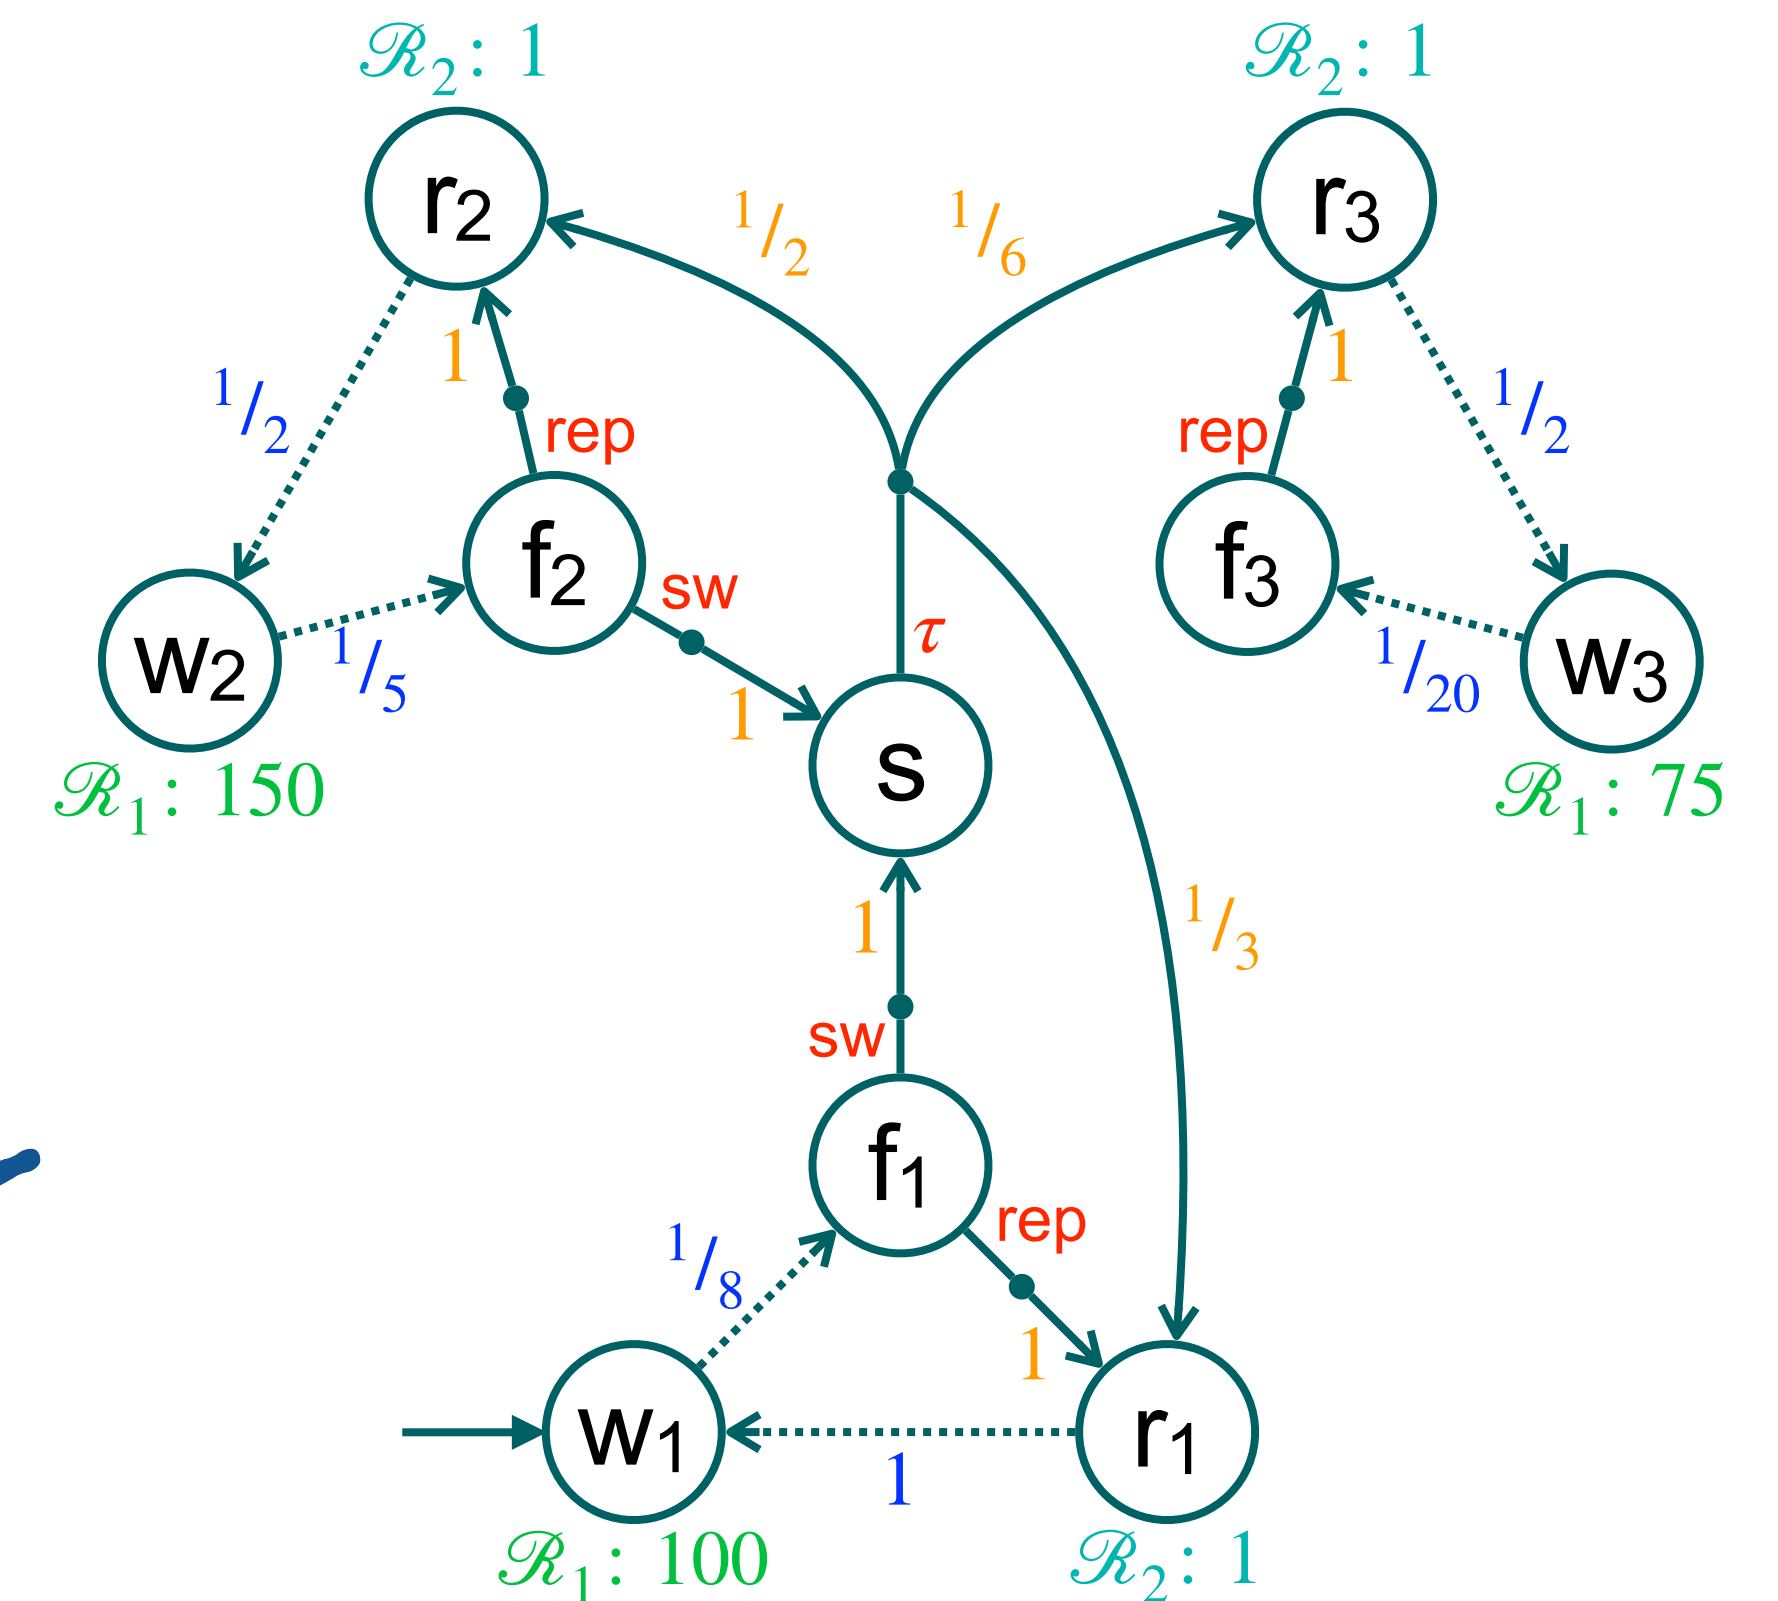 ℛ₂: 1
ℛ₂: 1
r₂
r₃
1/2
1/6
1
1
1/2
rep
rep
1/2
f₂
f₃
sw
τ
w₂
1/5
1/20
w₃
1
s
ℛ₁: 150
ℛ₁: 75
1
1/3
sw
f₁
rep
1/8
1
w₁
r₁
1
ℛ₁: 100
ℛ₂: 1